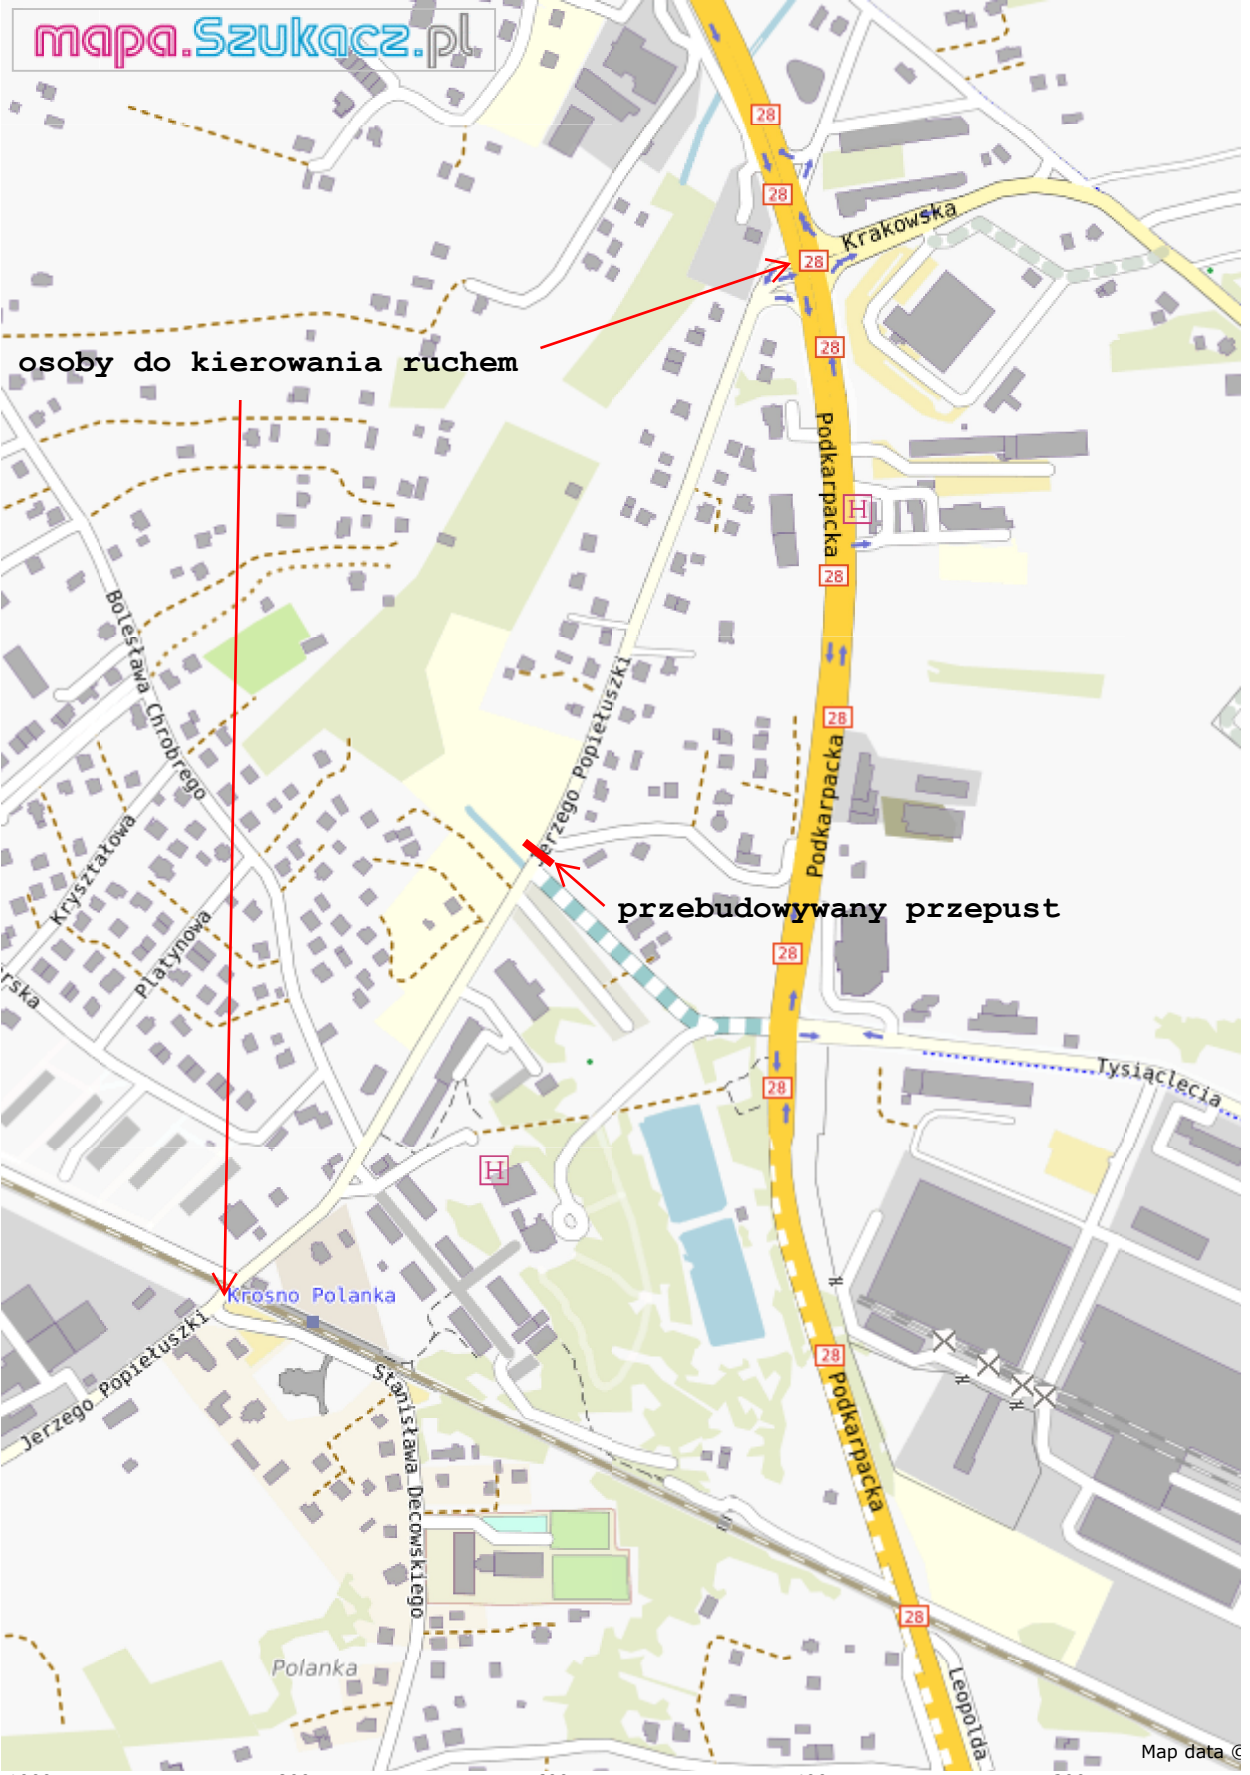 mapa.Szukacz.pl
28
28
Krakowska
28
osoby do kierowania ruchem
28
Podkarpacka
H
28
Bolesława Chrobrego
Jerzego Popiełuszki
28
Podkarpacka
Kryształowa
przebudowywany przepust
Platynowa
28
rska
Tysiąclecia
28
H
Krosno Polanka
Jerzego Popiełuszki
28
Stanisława Decowskiego
Podkarpacka
28
Polanka
Leopolda
Map data ©